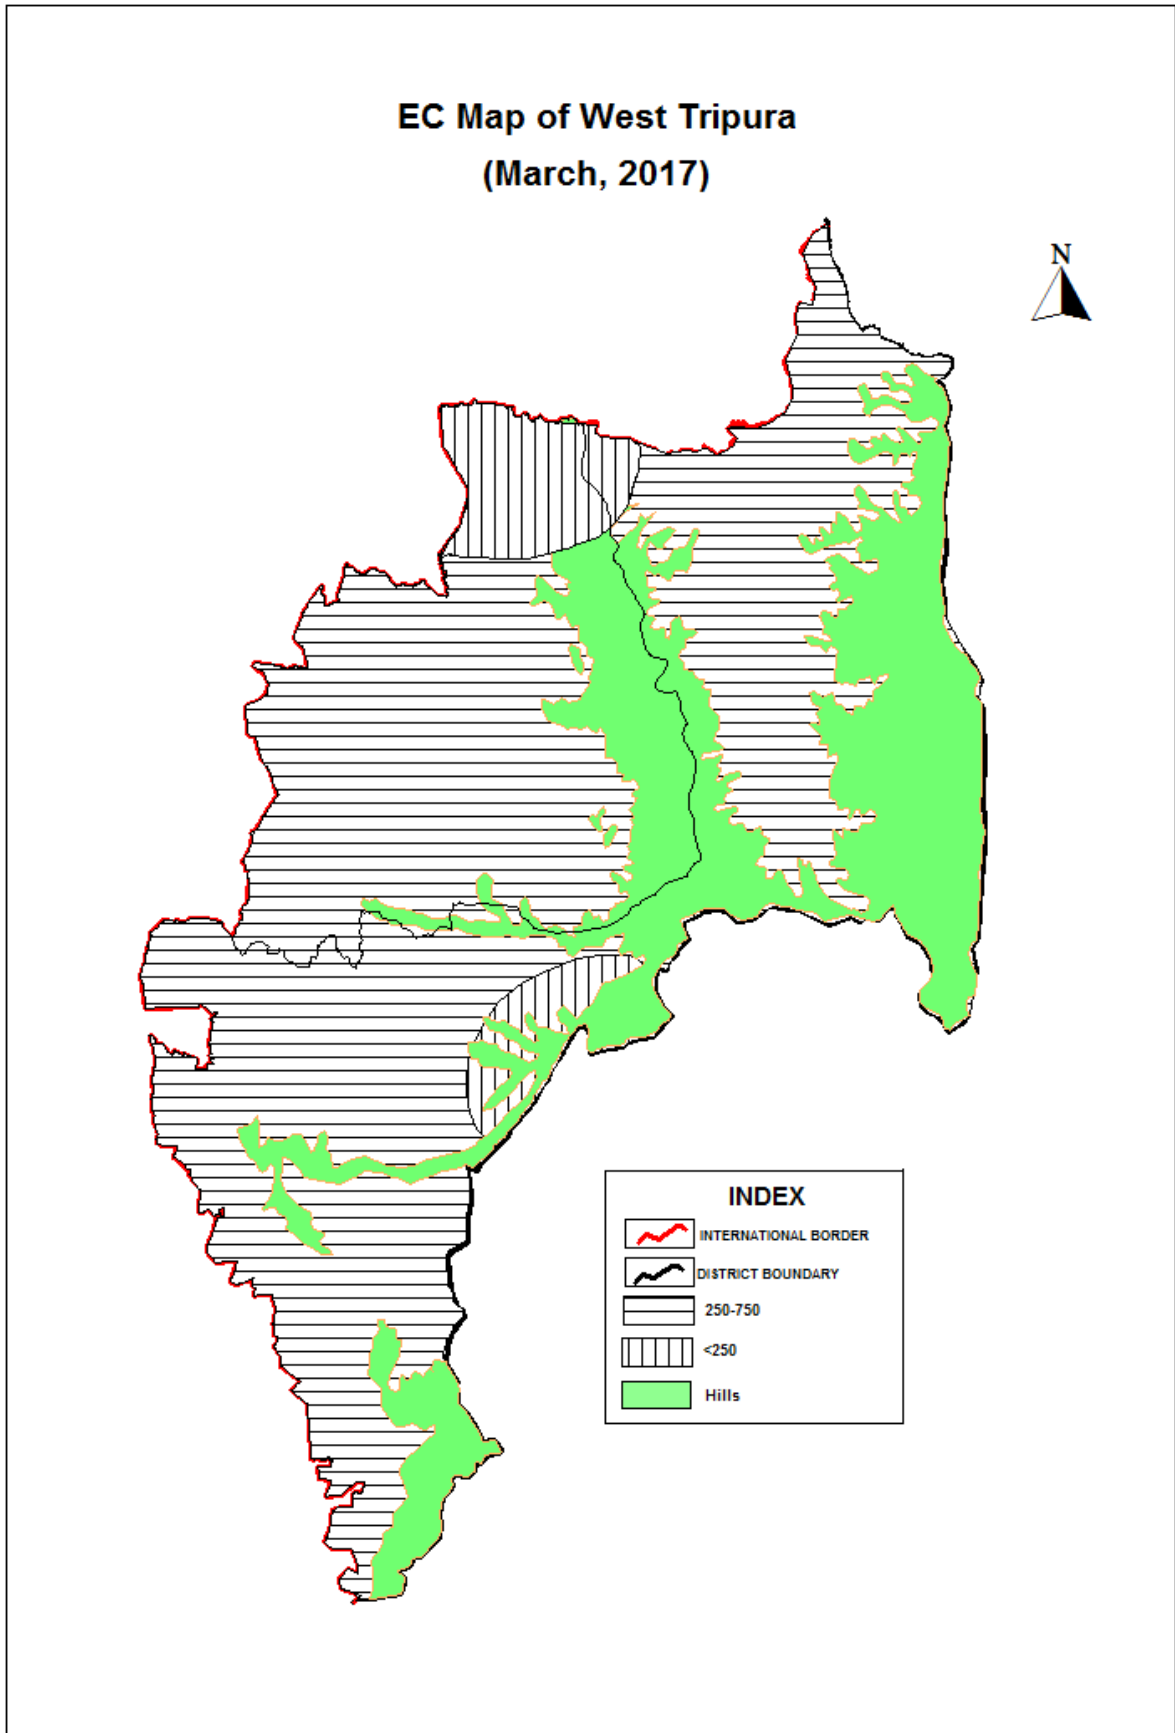 EC Map of West Tripura
(March, 2017)
N
INDEX
INTERNATIONAL BORDER
DISTRICT BOUNDARY
250-750
<250
Hills